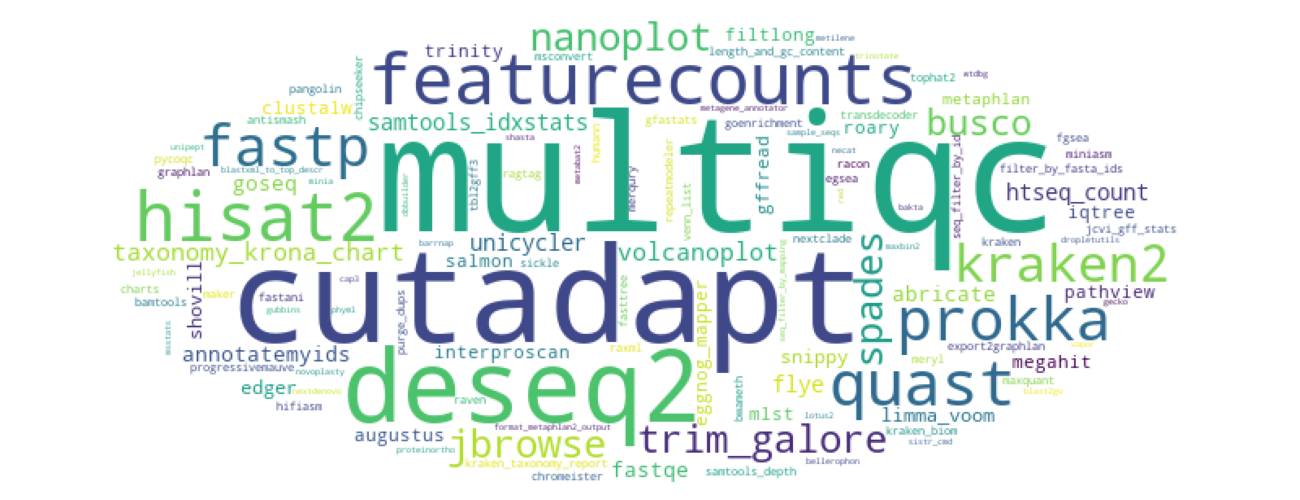 nanoplot
filtlong
metilene
trinity
msconvert
length_and_gc_content
trinotate
featurecounts
tophat2
wtdbg
pangolin
chipseeker
clustalw
antismash
samtools_idxstats
gfastats
metagene_annotator
goenrichment
transdecoder
sample_seqs
metaphlan
roary
busco
fastp
multiqc
unipept
pycoqc
graphlan
blastxml_to_top_descr
goseq
minia
dbbuilder
tbl2gff3
shasta
ragtag
metabat2
humann
merqury
repeatmodeler
venn_list
gffread
necat
racon
egsea
red
bakta
seq_filter_by_id
fgsea
miniasm
filter_by_fasta_ids
htseq_count
iqtree
jcvi_gff_stats
hisat2
taxonomy_krona_chart
barrnap
unicycler
salmon
sickle
volcanoplot
nextclade
maxbin2
kraken
dropletutils
kraken2
jellyfish
charts
bamtools
shovill
maker
fastani
gubbins
cap3
phyml
purge_dups
cutadapt
fasttree
seq_filter_by_mapping
spades
abricate
pathview
gecko
prokka
msstats
annotatemyids
progressivemauve
novoplasty
interproscan
raxml
eggnog_mapper
snippy
meryl
export2graphlan
megahit
vapor
edger
nextdenovo
hifiasm
deseq2
raven
bwameth
flye
quast
maxquant
blast2go
mlst
lotus2
limma_voom
augustus
format_metaphlan2_output
proteinortho
jbrowse
trim_galore
kraken_biom
sistr_cmd
kraken_taxonomy_report
chromeister
fastqe
samtools_depth
bellerophon